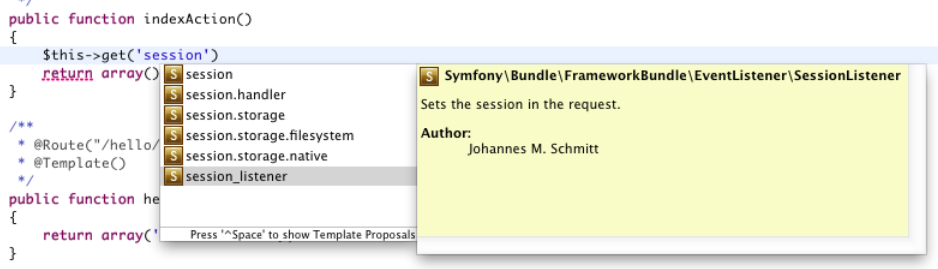 */
public function indexAction()
{
$this->get('session')
return array()
}
/**
* @Route("/hello/
* @Template()
*/
public function he
{
return array('
}
S session
S session.handler
S session.storage
S session.storage.filesystem
S session.storage.native
S session_listener
Press '^Space' to show Template Proposals
S Symfony\Bundle\FrameworkBundle\EventListener\SessionListener
Sets the session in the request.
Author:
Johannes M. Schmitt